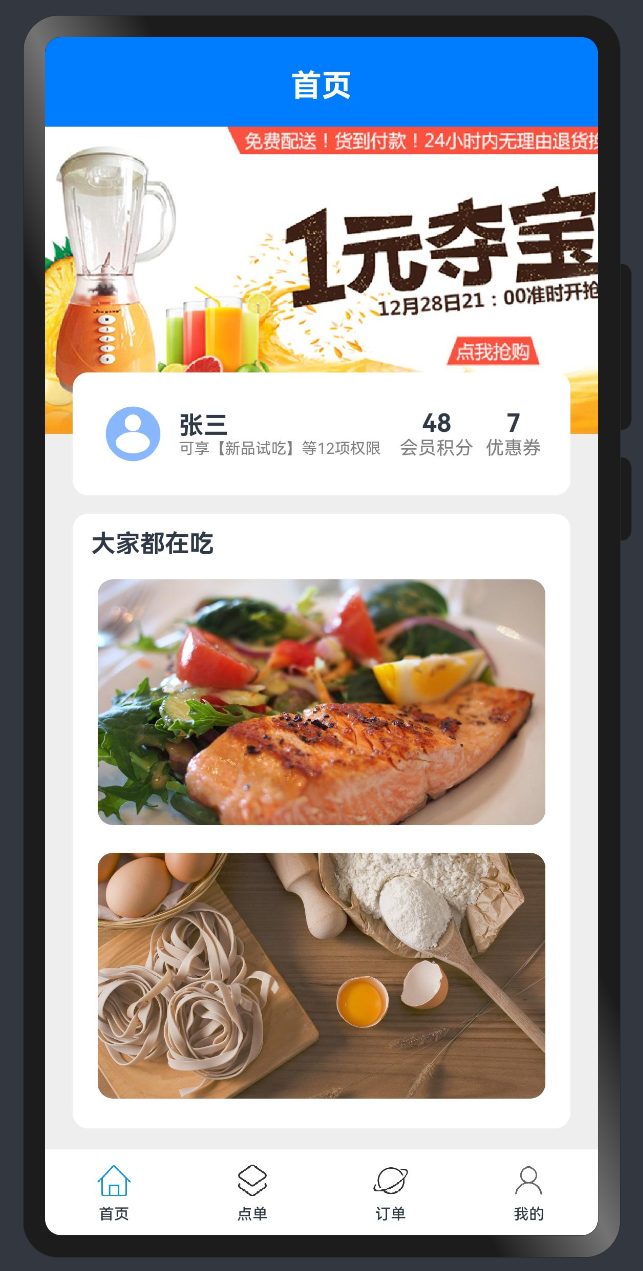 首页
免费配送！货到付款！24小时内无理由退货
1元夺宝
12月28日21：00准时开抢
点我抢购
张三
可享【新品试吃】等12项权限
48
会员积分
7
优惠券
大家都在吃
首页
点单
订单
我的